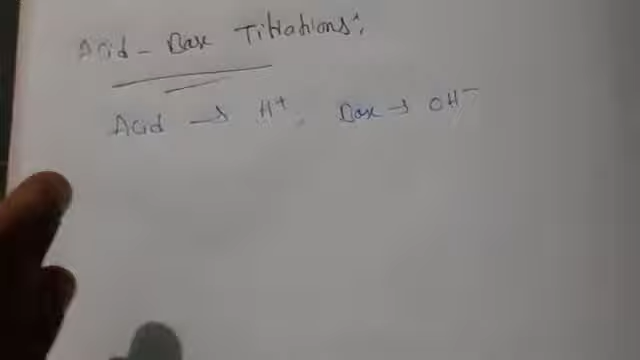 Acid - Base Titrations:
Acid → H⁺, Base → OH⁻